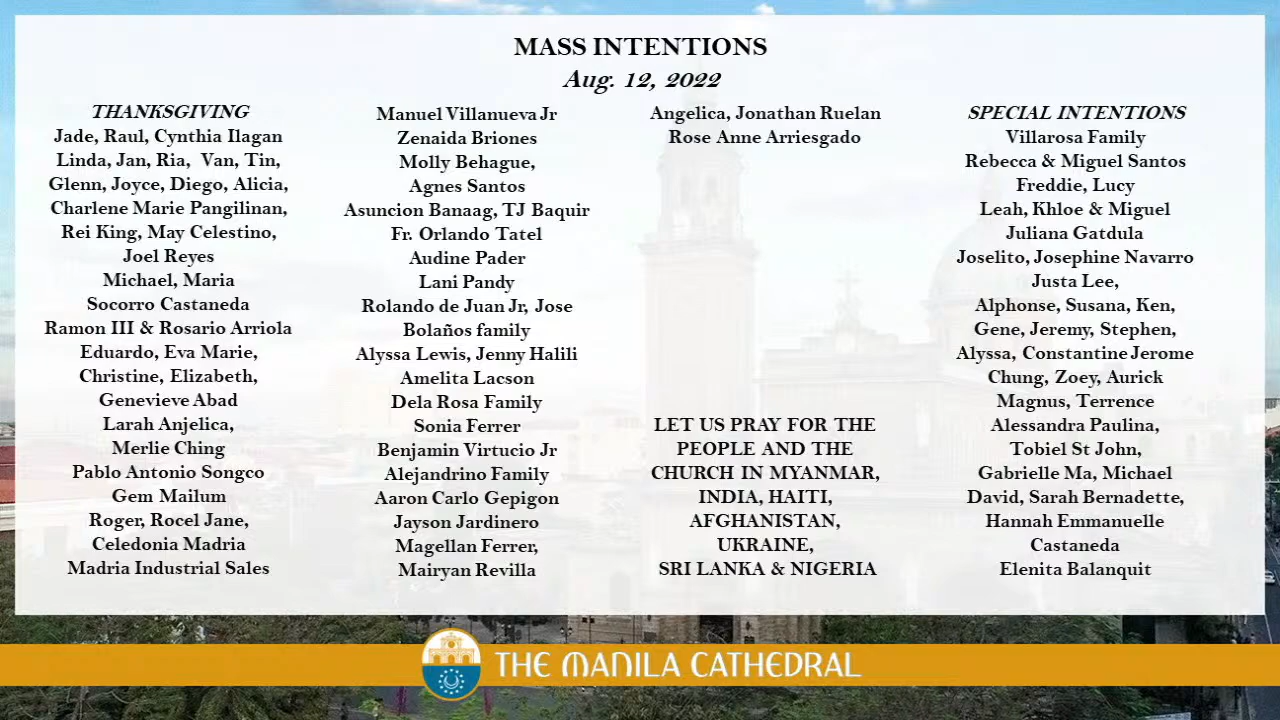 MASS INTENTIONS
Aug. 12, 2022
THANKSGIVING
Jade, Raul, Cynthia Ilagan
Linda, Jan, Ria, Van, Tin,
Glenn, Joyce, Diego, Alicia,
Charlene Marie Pangilinan,
Rei King, May Celestino,
Joel Reyes
Michael, Maria
Socorro Castaneda
Ramon III & Rosario Arriola
Eduardo, Eva Marie,
Christine, Elizabeth,
Genevieve Abad
Larah Anjelica,
Merlie Ching
Pablo Antonio Songco
Gem Mailum
Roger, Rocel Jane,
Celedonia Madria
Madria Industrial Sales
Manuel Villanueva Jr
Zenaida Briones
Molly Behague,
Agnes Santos
Asuncion Banaag, TJ Baquir
Fr. Orlando Tatel
Audine Pader
Lani Pandy
Rolando de Juan Jr, Jose
Bolaños family
Alyssa Lewis, Jenny Halili
Amelita Lacson
Dela Rosa Family
Sonia Ferrer
Benjamin Virtucio Jr
Alejandrino Family
Aaron Carlo Gepigon
Jayson Jardinero
Magellan Ferrer,
Mairyan Revilla
Angelica, Jonathan Ruelan
Rose Anne Arriesgado
LET US PRAY FOR THE
PEOPLE AND THE
CHURCH IN MYANMAR,
INDIA, HAITI,
AFGHANISTAN,
UKRAINE,
SRI LANKA & NIGERIA
SPECIAL INTENTIONS
Villarosa Family
Rebecca & Miguel Santos
Freddie, Lucy
Leah, Khloe & Miguel
Juliana Gatdula
Joselito, Josephine Navarro
Justa Lee,
Alphonse, Susana, Ken,
Gene, Jeremy, Stephen,
Alyssa, Constantine Jerome
Chung, Zoey, Aurick
Magnus, Terrence
Alessandra Paulina,
Tobiel St John,
Gabrielle Ma, Michael
David, Sarah Bernadette,
Hannah Emmanuelle
Castaneda
Elenita Balanquit
THE MANILA CATHEDRAL